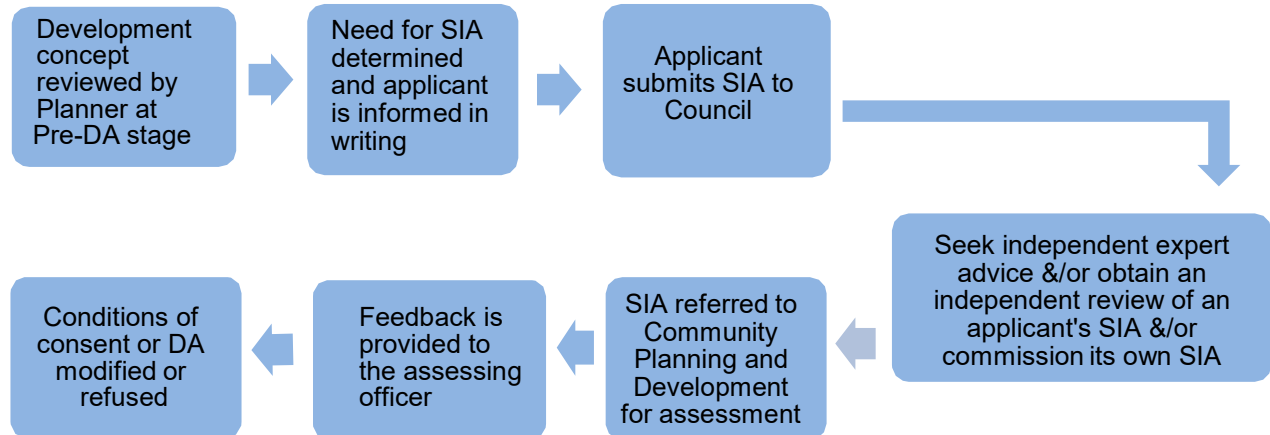 Development
concept
reviewed by
Planner at
Pre-DA stage
Need for SIA
determined
and applicant
is informed in
writing
Applicant
submits SIA to
Council
Seek independent expert
advice &/or obtain an
independent review of an
applicant's SIA &/or
commission its own SIA
SIA referred to
Community
Planning and
Development
for assessment
Feedback is
provided to
the assessing
officer
Conditions of
consent or DA
modified or
refused